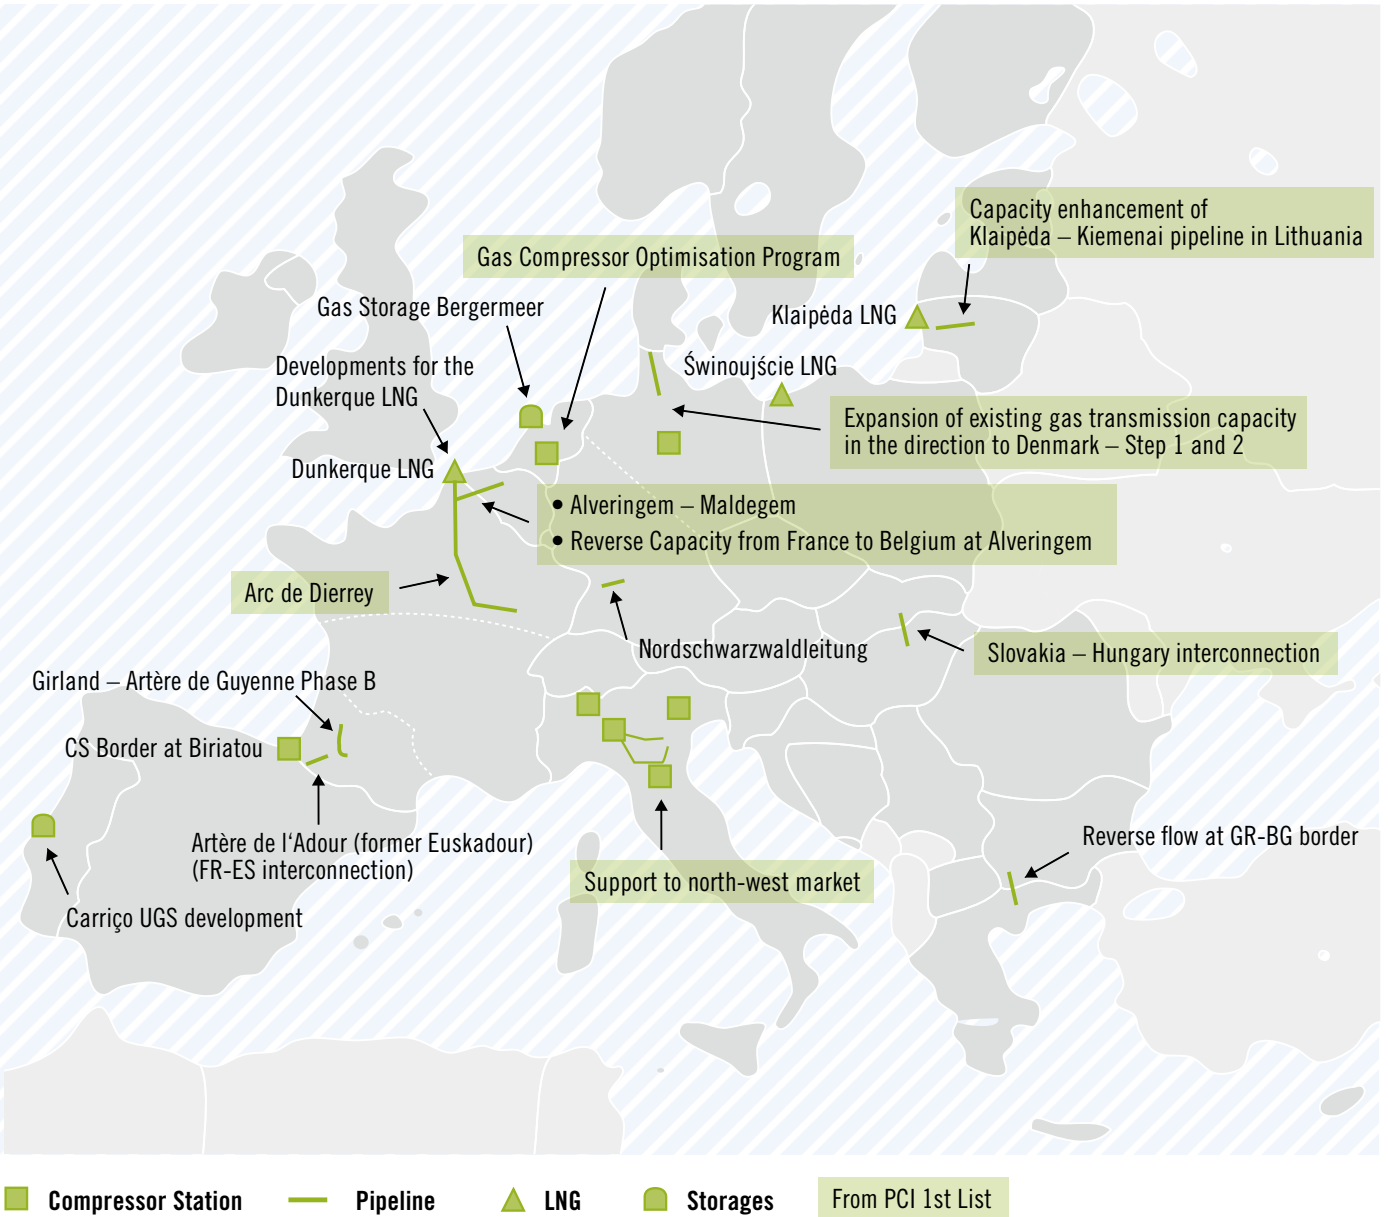 Capacity enhancement of
Klaipėda – Kiemenai pipeline in Lithuania
Gas Compressor Optimisation Program
Gas Storage Bergermeer
Klaipėda LNG
Developments for the
Dunkerque LNG
Świnoujście LNG
Expansion of existing gas transmission capacity
in the direction to Denmark – Step 1 and 2
Dunkerque LNG
• Alveringem – Maldegem
• Reverse Capacity from France to Belgium at Alveringem
Arc de Dierrey
Nordschwarzwaldleitung
Slovakia – Hungary interconnection
Girland – Artère de Guyenne Phase B
CS Border at Biriatou
Artère de l‘Adour (former Euskadour)
(FR-ES interconnection)
Reverse flow at GR-BG border
Support to north-west market
Carriço UGS development
Compressor Station
Pipeline
LNG
Storages
From PCI 1st List